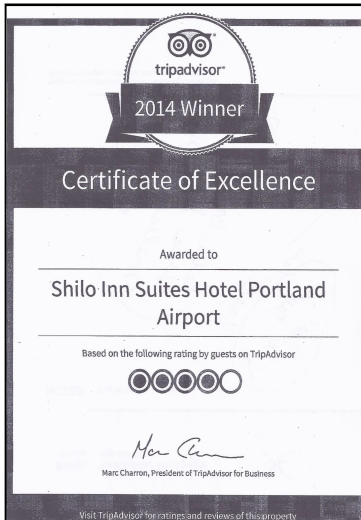 tripadvisor®
2014 Winner
Certificate of Excellence
Awarded to
Shilo Inn Suites Hotel Portland
Airport
Based on the following rating by guests on TripAdvisor
Marc Charron, President of TripAdvisor for Business
Visit TripAdvisor for ratings and reviews of this property